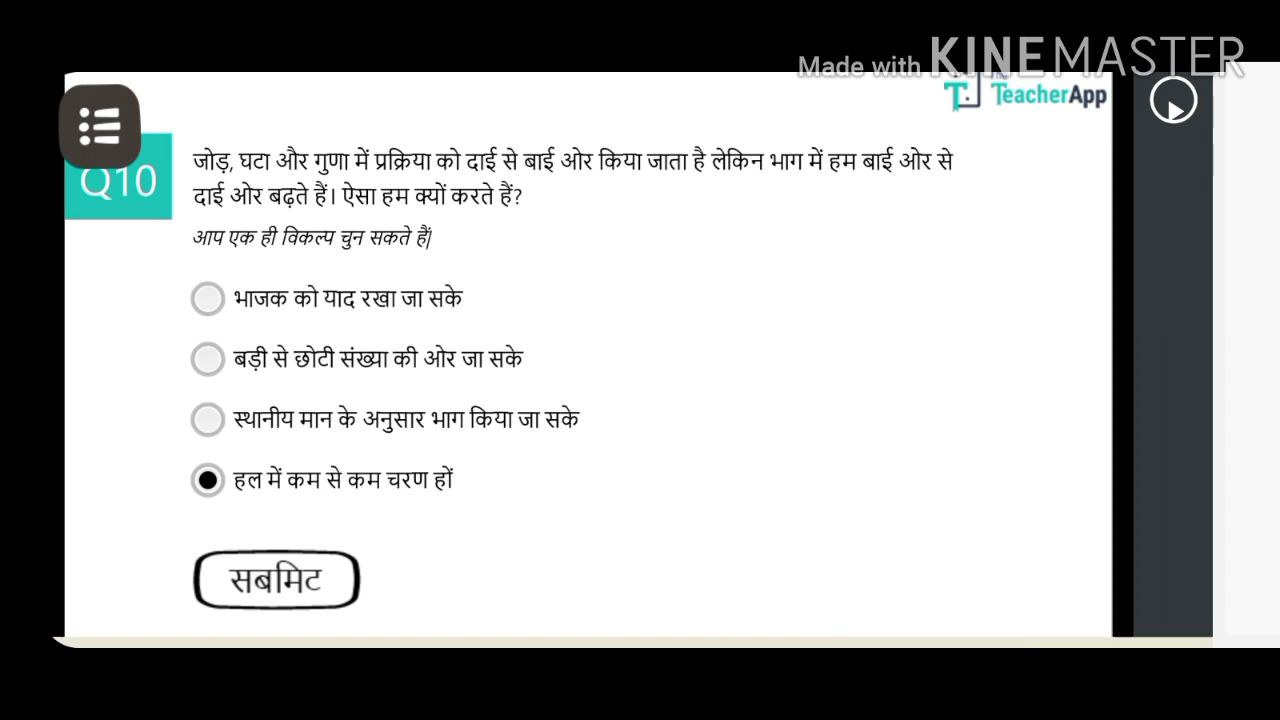 Made with KINEMASTER
The
TeacherApp
Q10
जोड़, घटा और गुणा में प्रक्रिया को दाई से बाई ओर किया जाता है लेकिन भाग में हम बाई ओर से
दाई ओर बढ़ते हैं। ऐसा हम क्यों करते हैं?
आप एक ही विकल्प चुन सकते हैं|
भाजक को याद रखा जा सके
बड़ी से छोटी संख्या की ओर जा सके
स्थानीय मान के अनुसार भाग किया जा सके
हल में कम से कम चरण हों
सबमिट